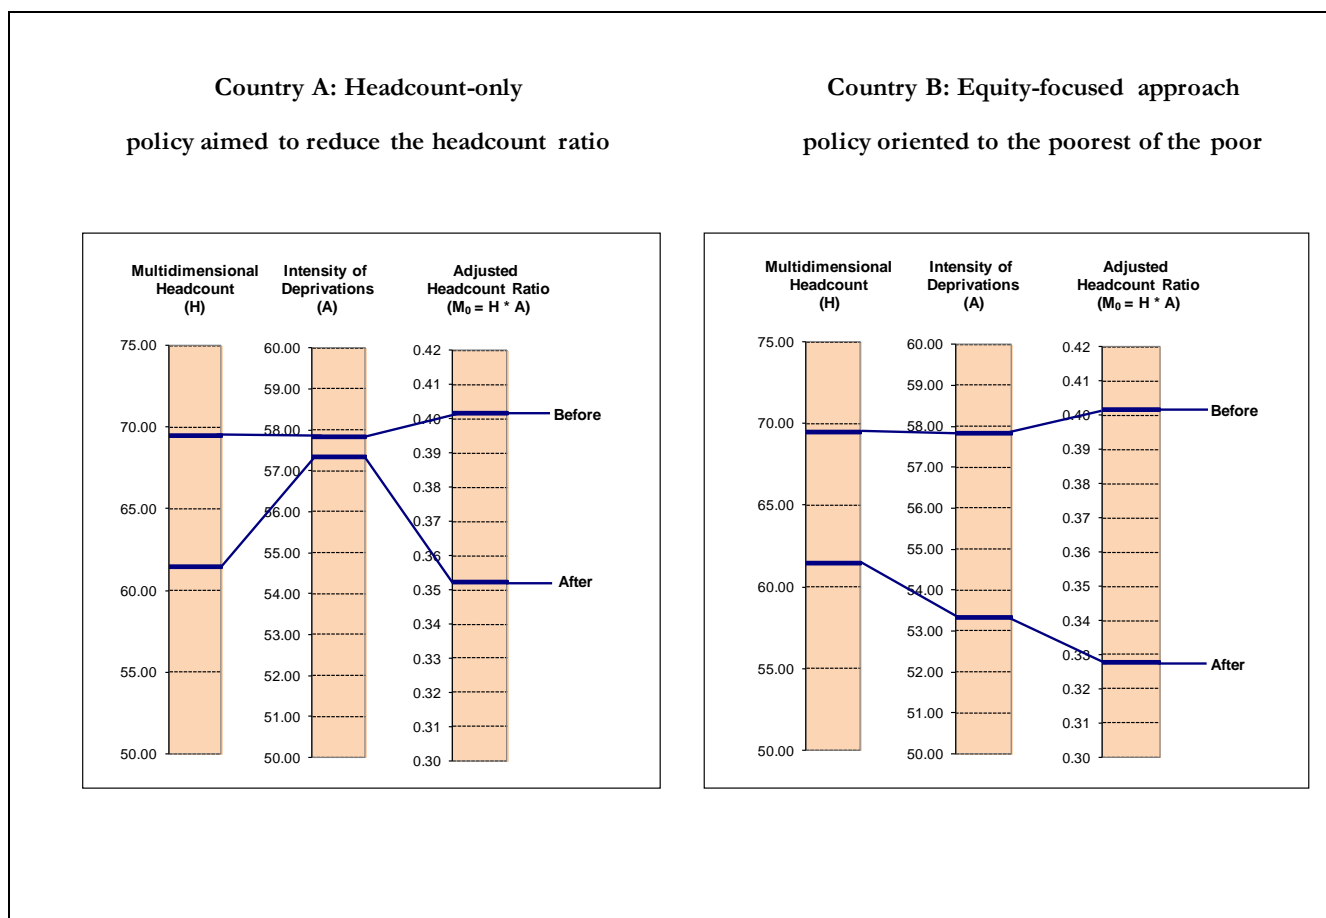 Country A: Headcount-only
policy aimed to reduce the headcount ratio
Country B: Equity-focused approach
policy oriented to the poorest of the poor
Multidimensional
Headcount
(H)
Intensity of
Deprivations
(A)
Adjusted
Headcount Ratio
(M₀ = H * A)
75.00
70.00
65.00
60.00
55.00
50.00
60.00
59.00
58.00
57.00
56.00
55.00
54.00
53.00
52.00
51.00
50.00
0.42
0.41
0.40
0.39
0.38
0.37
0.36
0.35
0.34
0.33
0.32
0.31
0.30
Before
After
Multidimensional
Headcount
(H)
Intensity of
Deprivations
(A)
Adjusted
Headcount Ratio
(M₀ = H * A)
75.00
70.00
65.00
60.00
55.00
50.00
60.00
59.00
58.00
57.00
56.00
55.00
54.00
53.00
52.00
51.00
50.00
0.42
0.41
0.40
0.39
0.38
0.37
0.36
0.35
0.34
0.33
0.32
0.31
0.30
Before
After